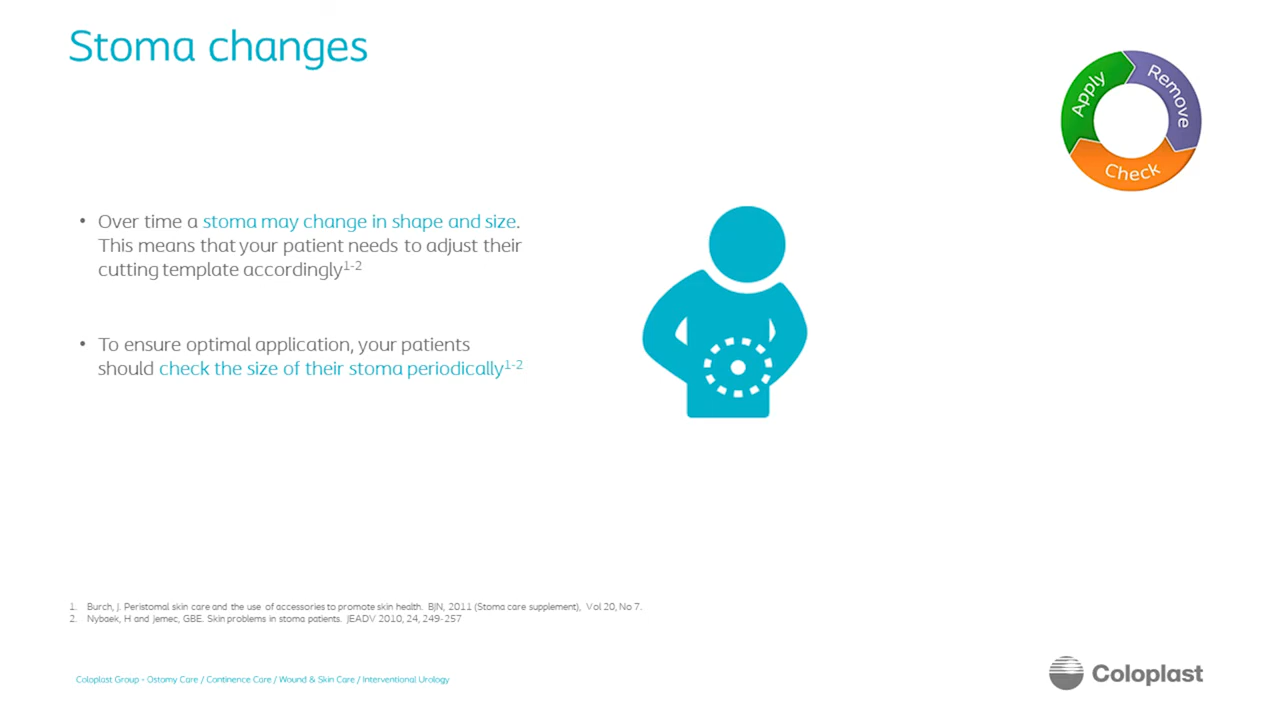 Stoma changes
Apply
Remove
Check
• Over time a stoma may change in shape and size.
This means that your patient needs to adjust their
cutting template accordingly1-2
• To ensure optimal application, your patients
should check the size of their stoma periodically1-2
1. Burch, J. Peristomal skin care and the use of accessories to promote skin health. BJN, 2011 (Stoma care supplement), Vol 20, No 7.
2. Nybaek, H and Jemec, GBE. Skin problems in stoma patients. JEADV 2010, 24, 249-257
Coloplast Group - Ostomy Care / Continence Care / Wound & Skin Care / Interventional Urology
Coloplast